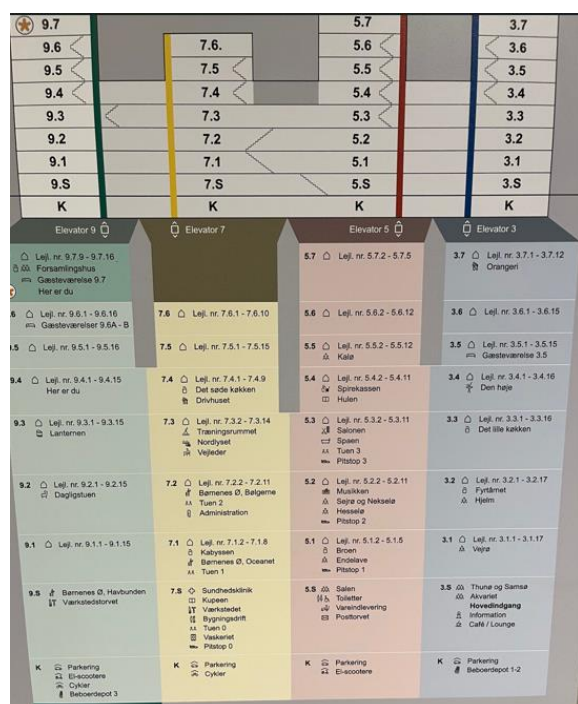 9.7
5.7
3.7
9.6
7.6.
5.6
3.6
9.5
7.5
5.5
3.5
9.4
7.4
5.4
3.4
9.3
7.3
5.3
3.3
9.2
7.2
5.2
3.2
9.1
7.1
5.1
3.1
9.S
7.S
5.S
3.S
K
K
K
K
Elevator 9
Elevator 7
Elevator 5
Elevator 3
Lejl. nr. 9.7.9 - 9.7.16
Forsamlingshus
Gæsteværelse 9.7
Her er du
.6 Lejl. nr. 9.6.1 - 9.6.16
Gæsteværelser 9.6A - B
.5 Lejl. nr. 9.5.1 - 9.5.16
9.4 Lejl. nr. 9.4.1 - 9.4.15
Her er du
9.3 Lejl. nr. 9.3.1 - 9.3.15
Lanternen
9.2 Lejl. nr. 9.2.1 - 9.2.15
Dagligstuen
9.1 Lejl. nr. 9.1.1 - 9.1.15
9.S Børnenes Ø, Havbunden
Værkstedstorvet
K Parkering
El-scootere
Cykler
Beboerdepot 3
7.6 Lejl. nr. 7.6.1 - 7.6.10
7.5 Lejl. nr. 7.5.1 - 7.5.15
7.4 Lejl. nr. 7.4.1 - 7.4.9
Det søde køkken
Drivhuset
7.3 Lejl. nr. 7.3.2 - 7.3.14
Træningsrummet
Nordlyset
Vejleder
7.2 Lejl. nr. 7.2.2 - 7.2.11
Børnenes Ø, Bølgerne
Tuen 2
Administration
7.1 Lejl. nr. 7.1.2 - 7.1.8
Kabyssen
Børnenes Ø, Oceanet
Tuen 1
7.S Sundhedsklinik
Kupeen
Værkstedet
Bygningsdrift
Tuen 0
Vaskeriet
Pitstop 0
K Parkering
Cykler
5.7 Lejl. nr. 5.7.2 - 5.7.5
5.6 Lejl. nr. 5.6.2 - 5.6.12
5.5 Lejl. nr. 5.5.2 - 5.5.12
Kalø
5.4 Lejl. nr. 5.4.2 - 5.4.11
Spirekassen
Hulen
5.3 Lejl. nr. 5.3.2 - 5.3.11
Salonen
Spaen
Tuen 3
Pitstop 3
5.2 Lejl. nr. 5.2.2 - 5.2.11
Musikken
Sejrø og Nekselø
Hesselø
Pitstop 2
5.1 Lejl. nr. 5.1.2 - 5.1.5
Broen
Endelave
Pitstop 1
5.S Salen
Toiletter
Vareindlevering
Posttorvet
K Parkering
El-scootere
3.7 Lejl. nr. 3.7.1 - 3.7.12
Orangeri
3.6 Lejl. nr. 3.6.1 - 3.6.15
3.5 Lejl. nr. 3.5.1 - 3.5.15
Gæsteværelse 3.5
3.4 Lejl. nr. 3.4.1 - 3.4.16
Den høje
3.3 Lejl. nr. 3.3.1 - 3.3.16
Det lille køkken
3.2 Lejl. nr. 3.2.1 - 3.2.17
Fyrtårnet
Hjelm
3.1 Lejl. nr. 3.1.1 - 3.1.17
Vejrø
3.S Thunø og Samsø
Akvariet
Hovedindgang
Information
Café / Lounge
K Parkering
Beboerdepot 1-2